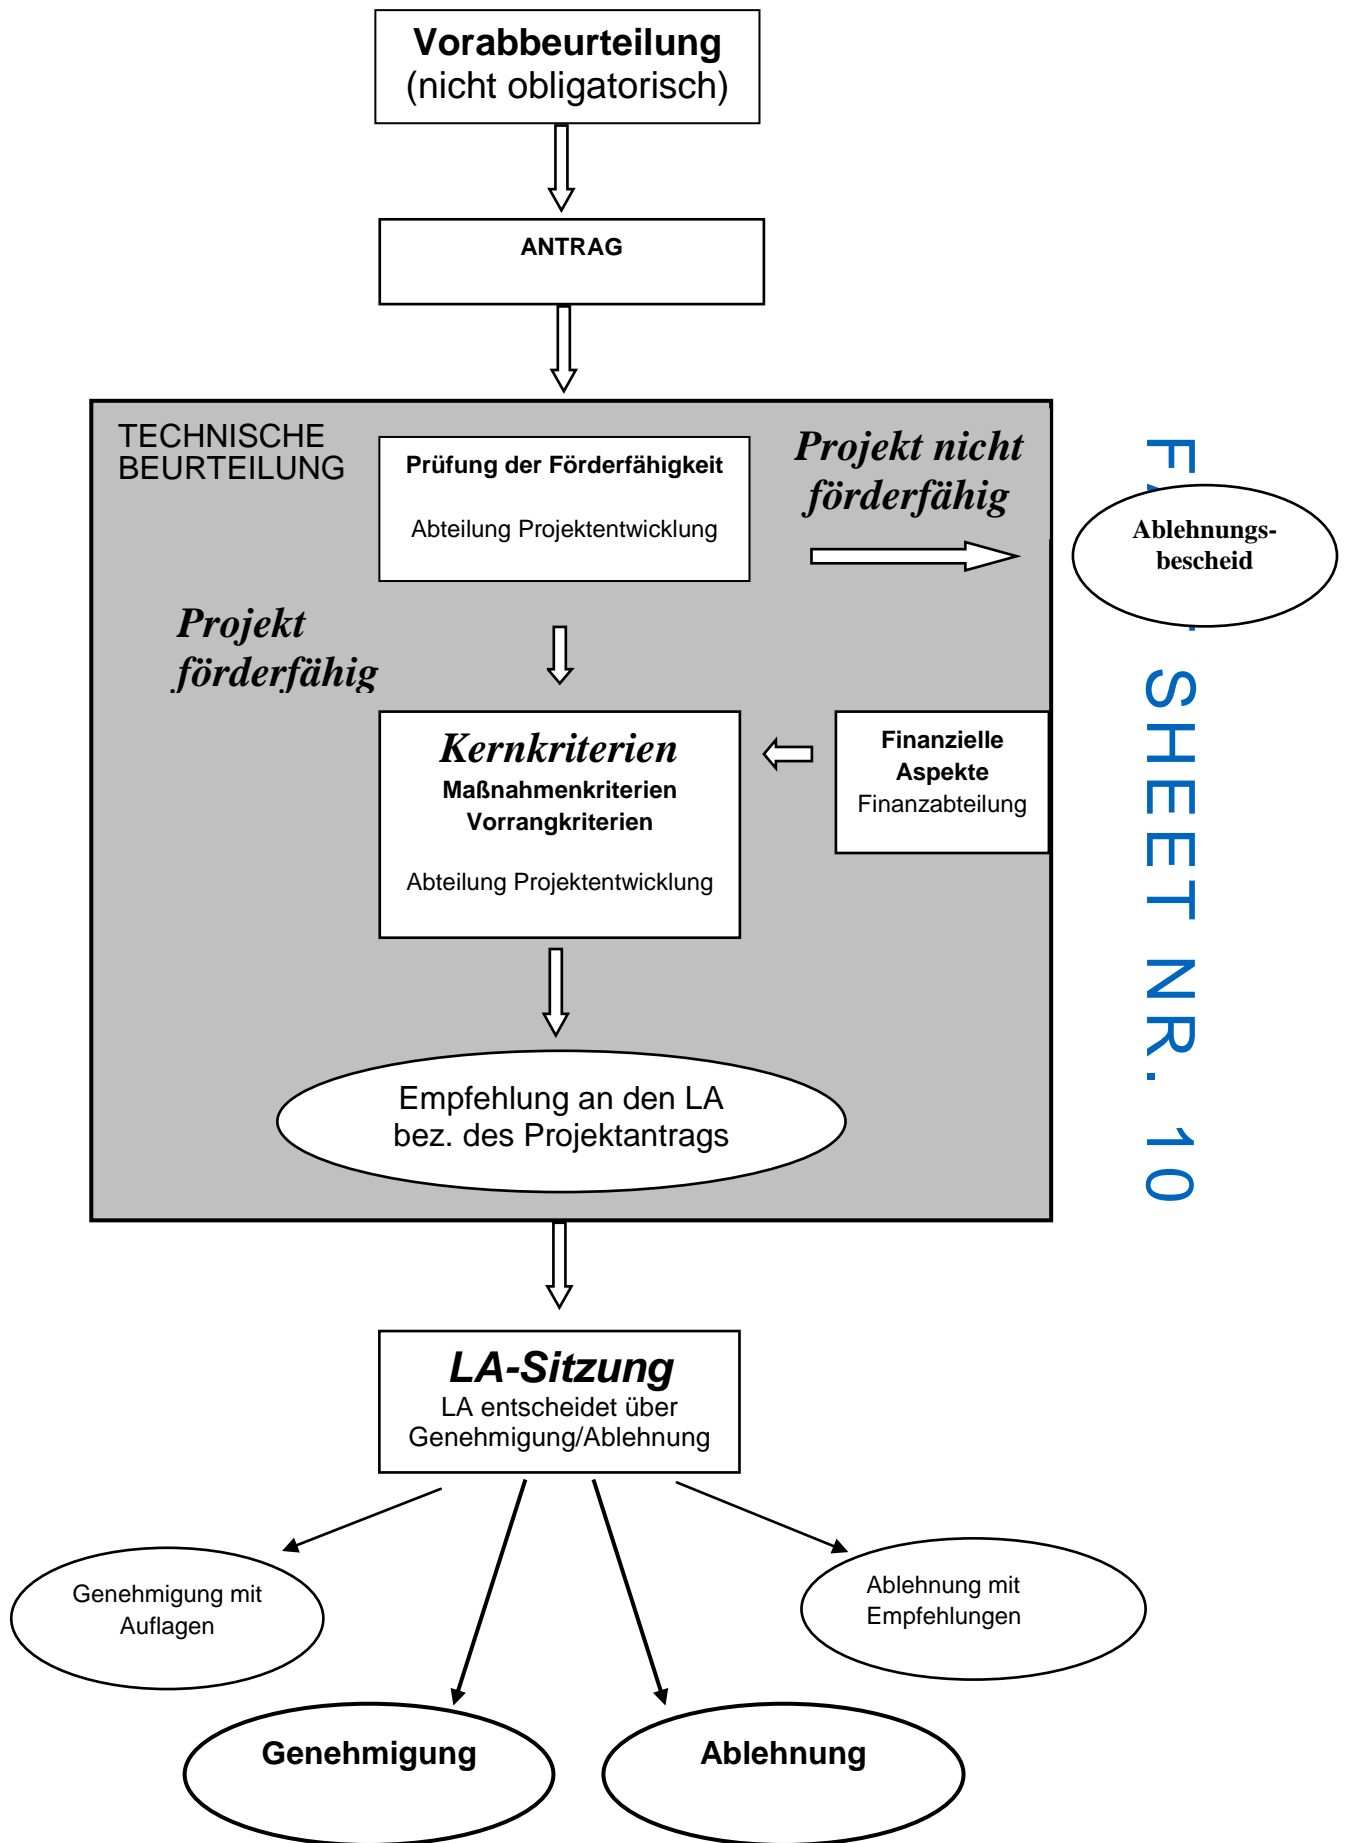 Vorabbeurteilung
(nicht obligatorisch)
ANTRAG
TECHNISCHE
BEURTEILUNG
Prüfung der Förderfähigkeit
Abteilung Projektentwicklung
Projekt nicht
förderfähig
Ablehnungs-
bescheid
Projekt
förderfähig
Kernkriterien
Maßnahmenkriterien
Vorrangkriterien
Abteilung Projektentwicklung
Finanzielle
Aspekte
Finanzabteilung
Empfehlung an den LA
bez. des Projektantrags
LA-Sitzung
LA entscheidet über
Genehmigung/Ablehnung
Genehmigung mit
Auflagen
Ablehnung mit
Empfehlungen
Genehmigung
Ablehnung
SHEET NR. 10